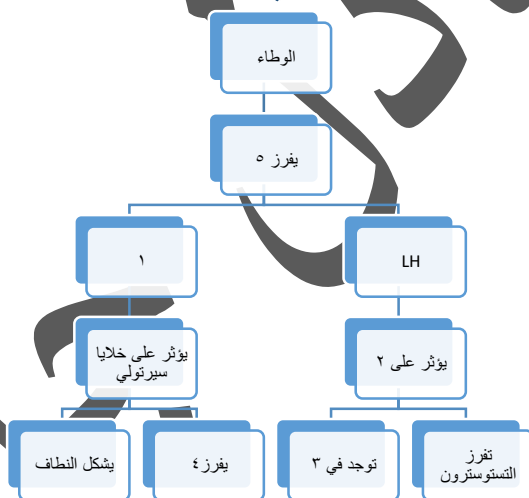 الوطاء
يفرز ٥
١
LH
يؤثر على خلايا
سيرتولي
يؤثر على ٢
يشكل النطاف
يفرز٤
توجد في ٣
تفرز
التستوسترون